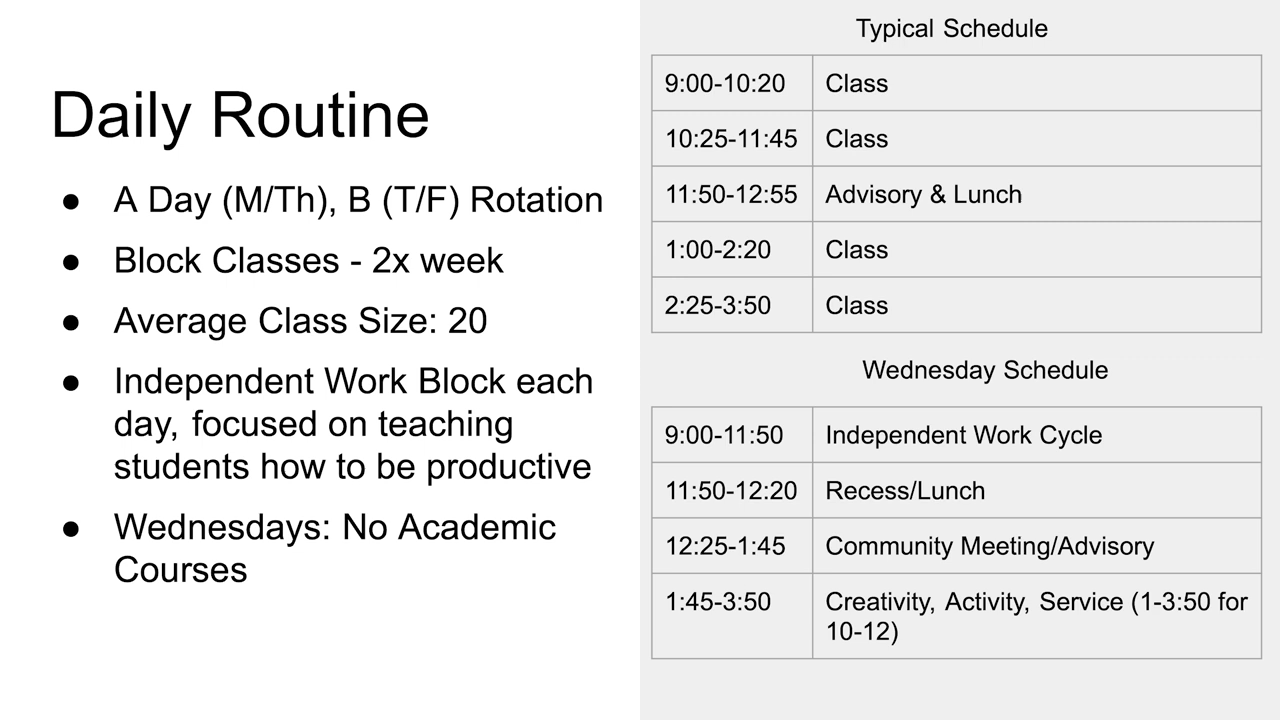 Daily Routine
● A Day (M/Th), B (T/F) Rotation
● Block Classes - 2x week
● Average Class Size: 20
● Independent Work Block each
day, focused on teaching
students how to be productive
● Wednesdays: No Academic
Courses
Typical Schedule
9:00-10:20 Class
10:25-11:45 Class
11:50-12:55 Advisory & Lunch
1:00-2:20 Class
2:25-3:50 Class
Wednesday Schedule
9:00-11:50 Independent Work Cycle
11:50-12:20 Recess/Lunch
12:25-1:45 Community Meeting/Advisory
1:45-3:50 Creativity, Activity, Service (1-3:50 for
10-12)